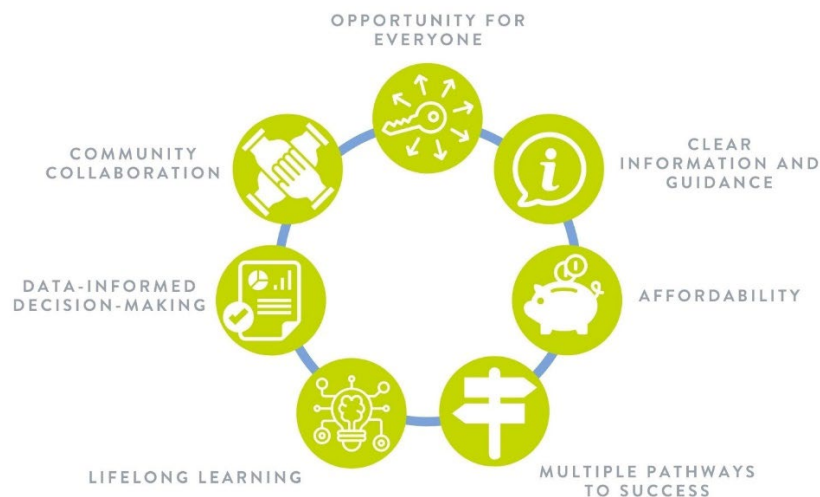 OPPORTUNITY FOR
EVERYONE
CLEAR
INFORMATION AND
GUIDANCE
AFFORDABILITY
MULTIPLE PATHWAYS
TO SUCCESS
LIFELONG LEARNING
DATA-INFORMED
DECISION-MAKING
COMMUNITY
COLLABORATION
i